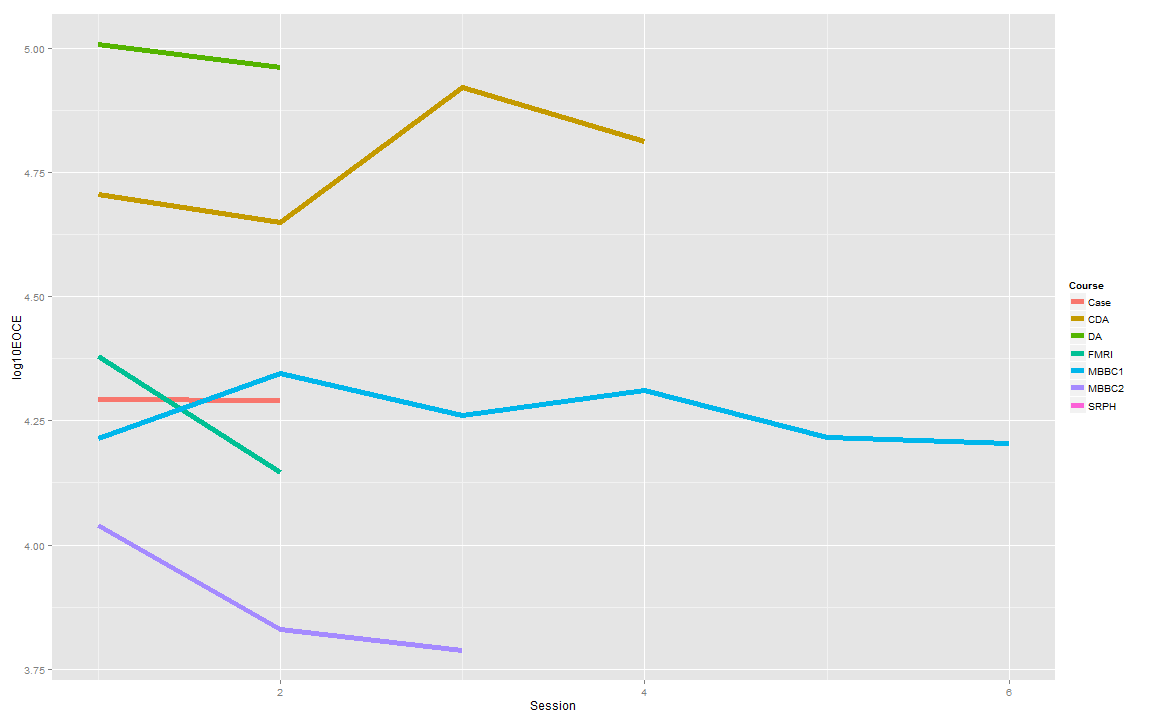 5.00
4.75
4.50
4.25
4.00
3.75
log10EOCE
2
4
6
Session
Course
Case
CDA
DA
FMRI
MBBC1
MBBC2
SRPH